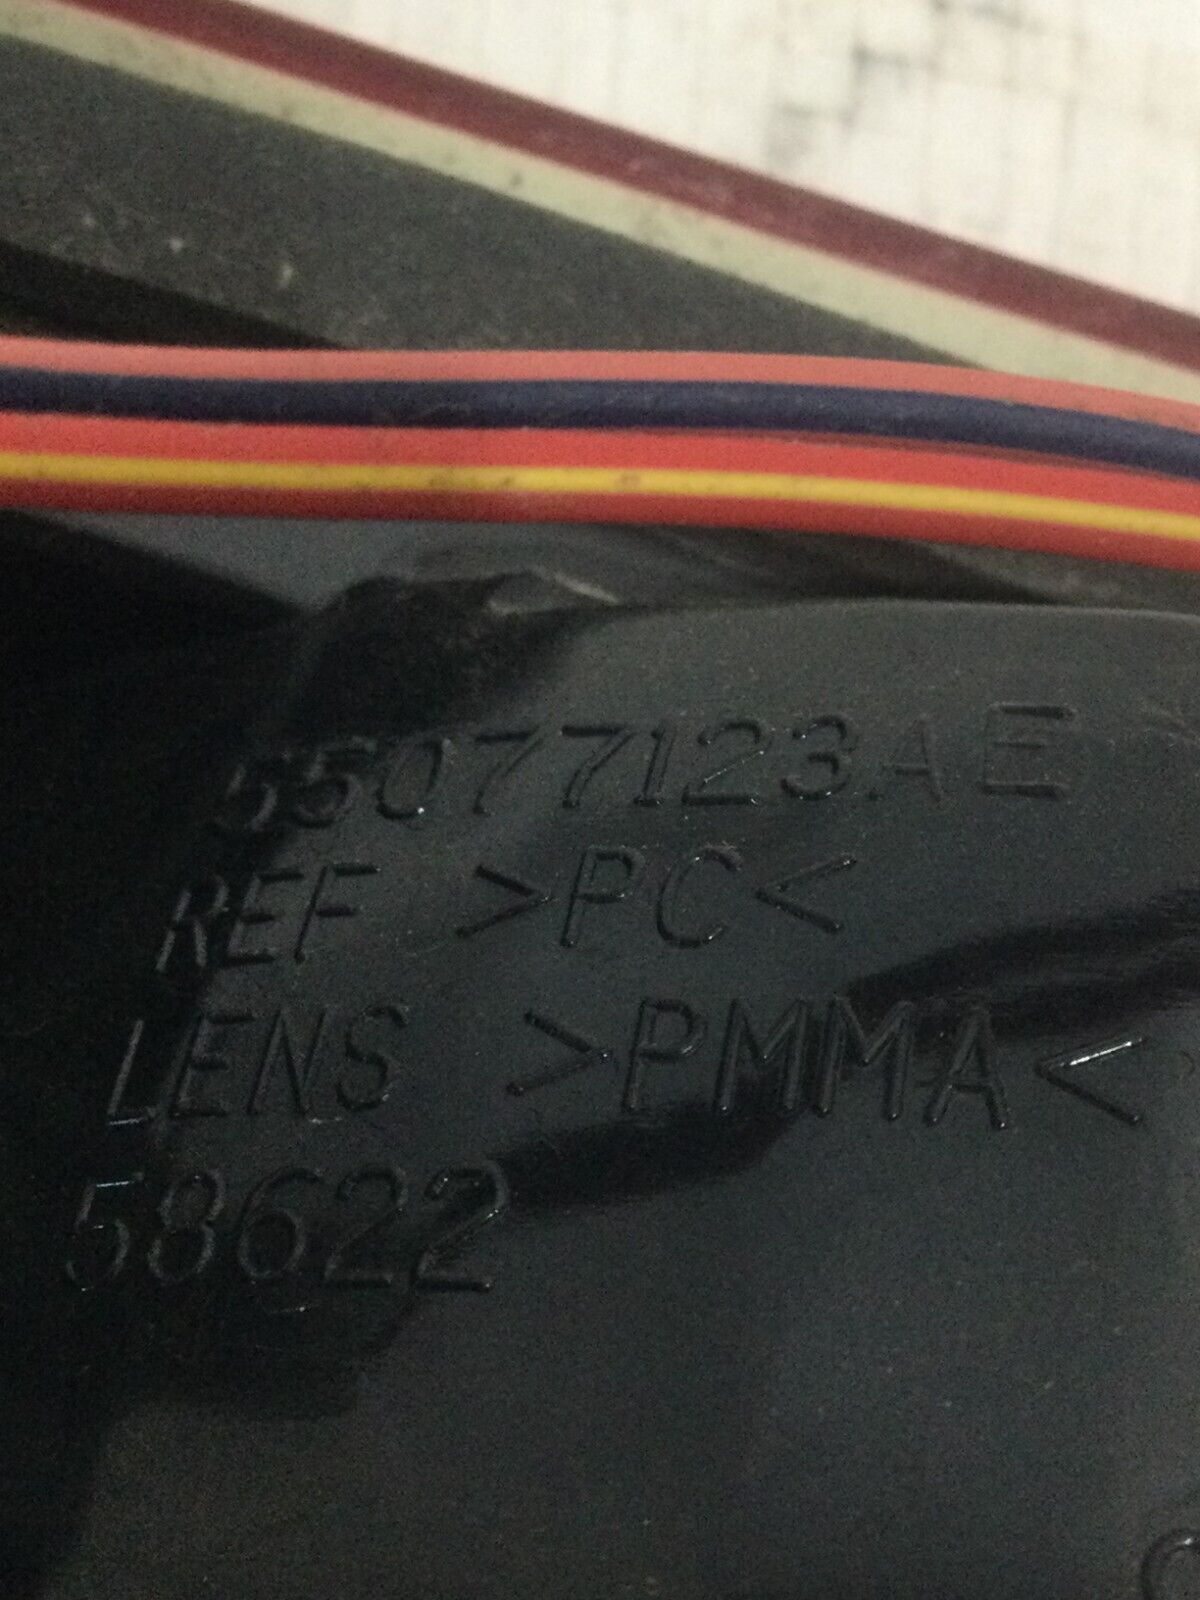 55077123AE
REF >PC<
LENS >PMMA<
58622